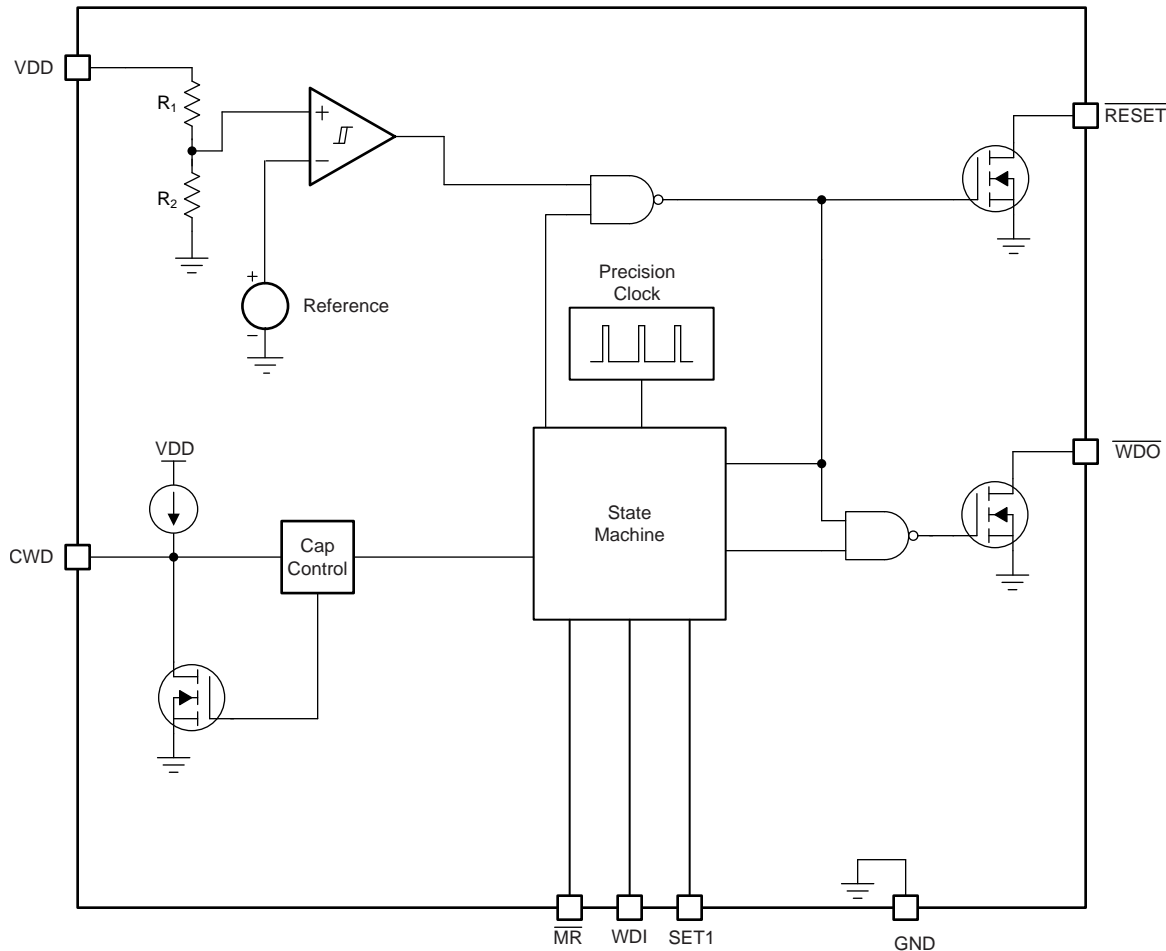 VDD
R1
R2
+
−
+
−
Reference
RESET
Precision
Clock
VDD
CWD
Cap
Control
State
Machine
WDO
MR
WDI
SET1
GND